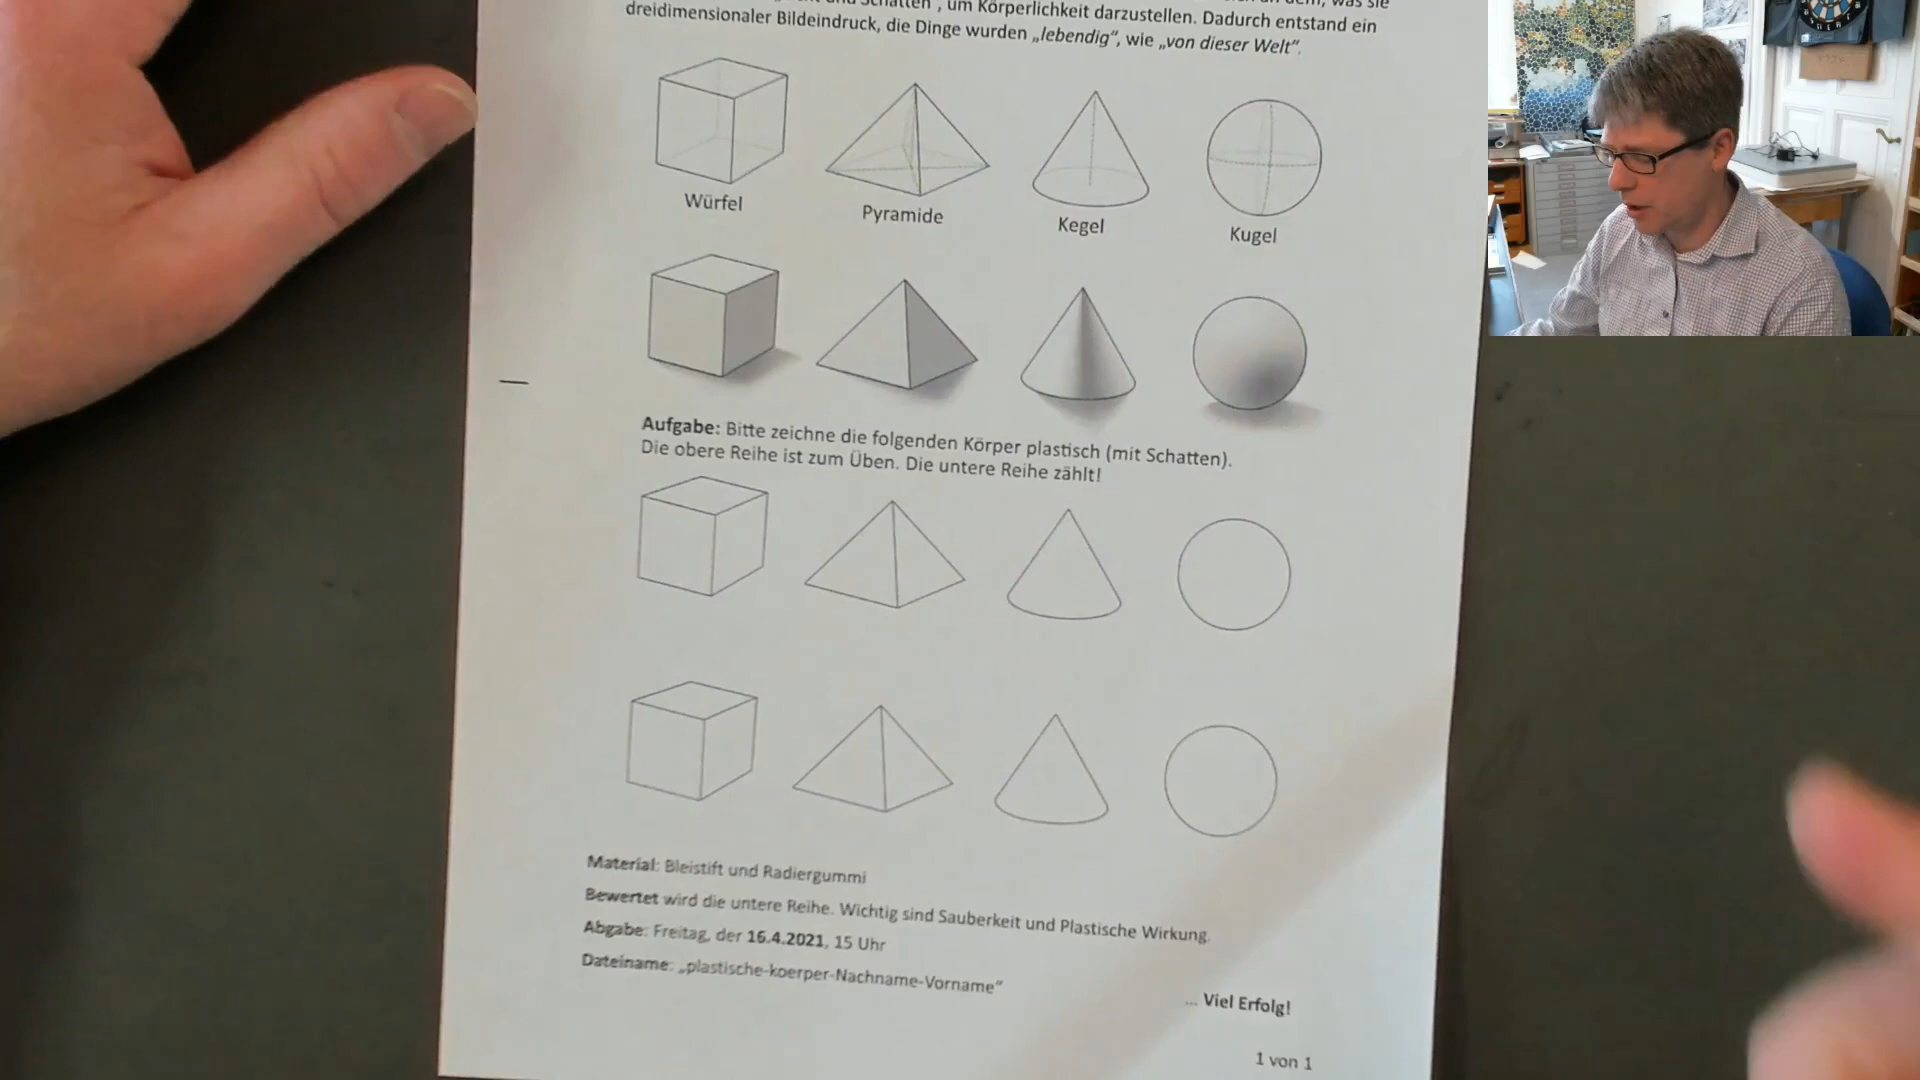 Schatten", um Körperlichkeit darzustellen. Dadurch entstand ein
dreidimensionaler Bildeindruck, die Dinge wurden „lebendig“, wie „von dieser Welt“.
Würfel
Pyramide
Kegel
Kugel
Aufgabe: Bitte zeichne die folgenden Körper plastisch (mit Schatten).
Die obere Reihe ist zum Üben. Die untere Reihe zählt!
Material: Bleistift und Radiergummi
Bewertet wird die untere Reihe. Wichtig sind Sauberkeit und Plastische Wirkung.
Abgabe: Freitag, der 16.4.2021, 15 Uhr
Dateiname: „plastische-koerper-Nachname-Vorname“
... Viel Erfolg!
1 von 1